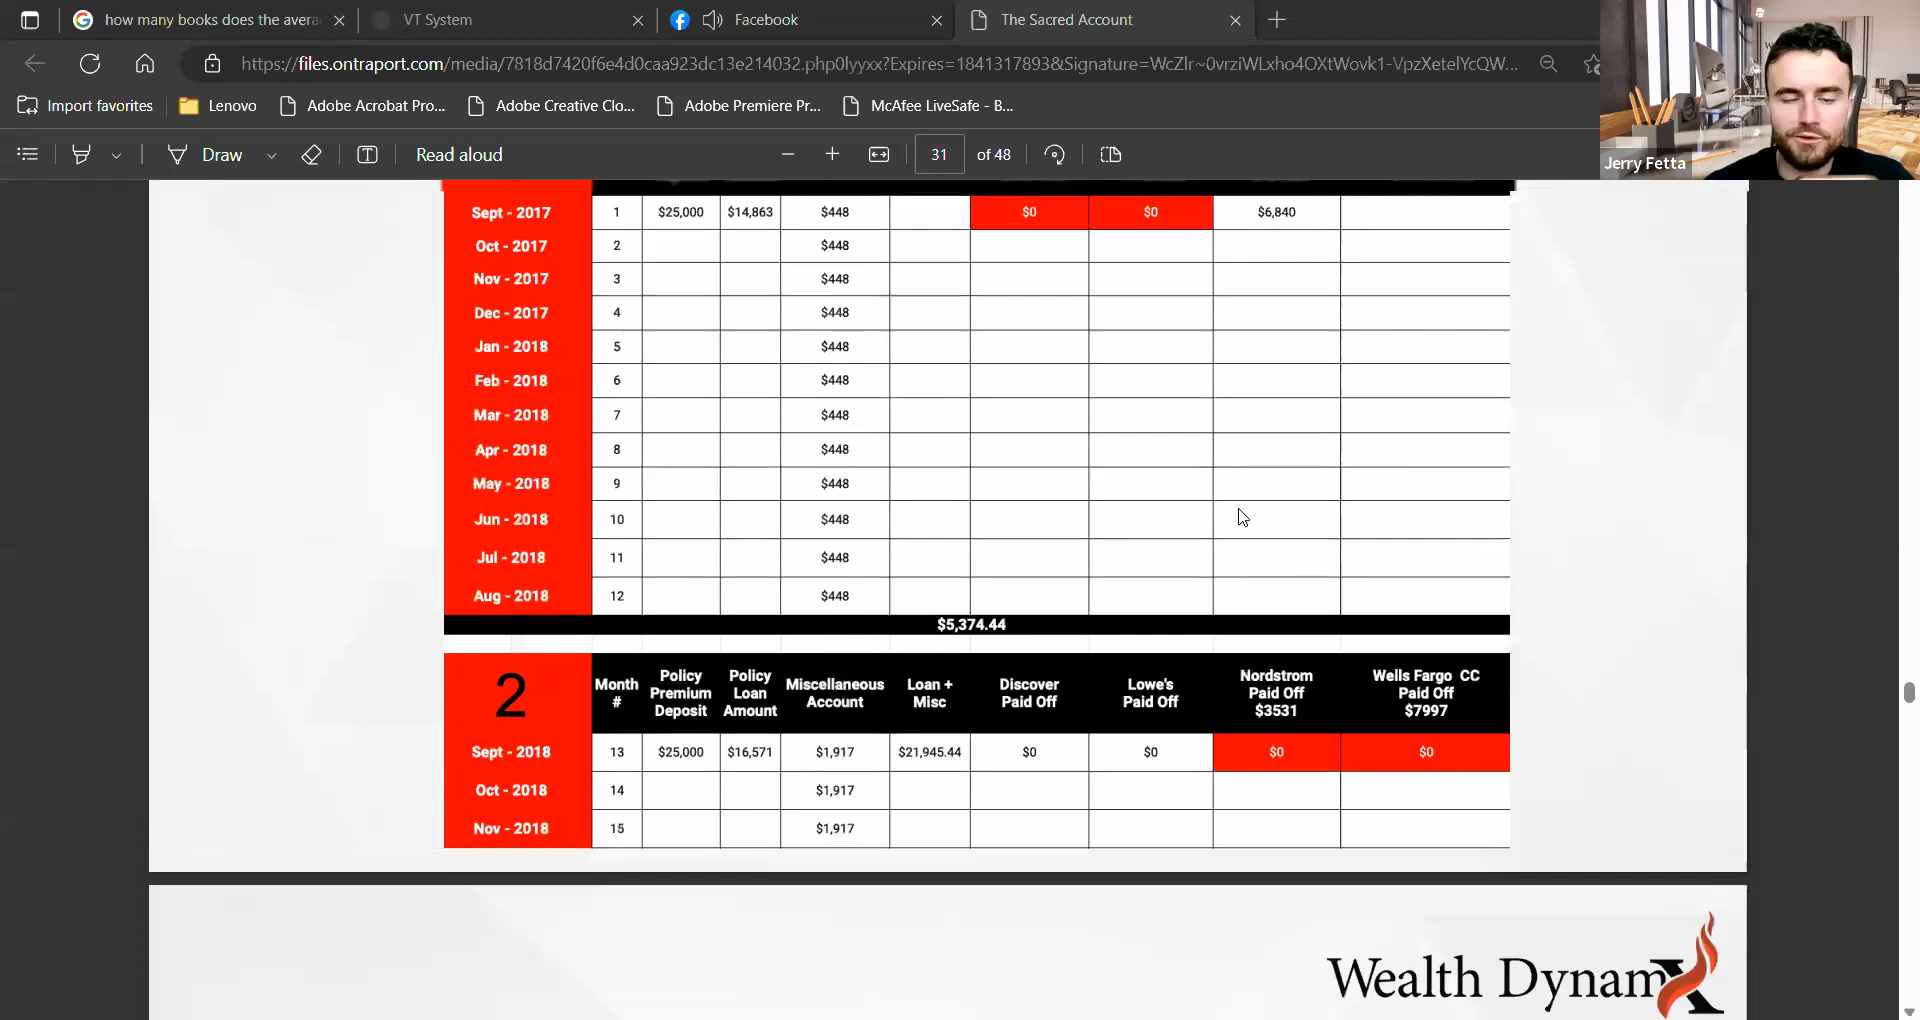 how many books does the avera
VT System
Facebook
The Sacred Account
https://files.ontraport.com/media/7818d7420f6e4d0caa923dc13e214032.php0lyyxx?Expires=1841317893&Signature=WcZlr~0vrziWLxho4OXtWovk1-VpzXetelYcQW...
Import favorites
Lenovo
Adobe Acrobat Pro...
Adobe Creative Clo...
Adobe Premiere Pr...
McAfee LiveSafe - B...
Draw
Read aloud
31 of 48
Jerry Fetta
Sept - 2017 1 $25,000 $14,863 $448 $0 $0 $6,840
Oct - 2017 2 $448
Nov - 2017 3 $448
Dec - 2017 4 $448
Jan - 2018 5 $448
Feb - 2018 6 $448
Mar - 2018 7 $448
Apr - 2018 8 $448
May - 2018 9 $448
Jun - 2018 10 $448
Jul - 2018 11 $448
Aug - 2018 12 $448
$5,374.44
2
Month #
Policy Premium Deposit
Policy Loan Amount
Miscellaneous Account
Loan + Misc
Discover Paid Off
Lowe's Paid Off
Nordstrom Paid Off $3531
Wells Fargo CC Paid Off $7997
Sept - 2018 13 $25,000 $16,571 $1,917 $21,945.44 $0 $0 $0 $0
Oct - 2018 14 $1,917
Nov - 2018 15 $1,917
Wealth DynamX